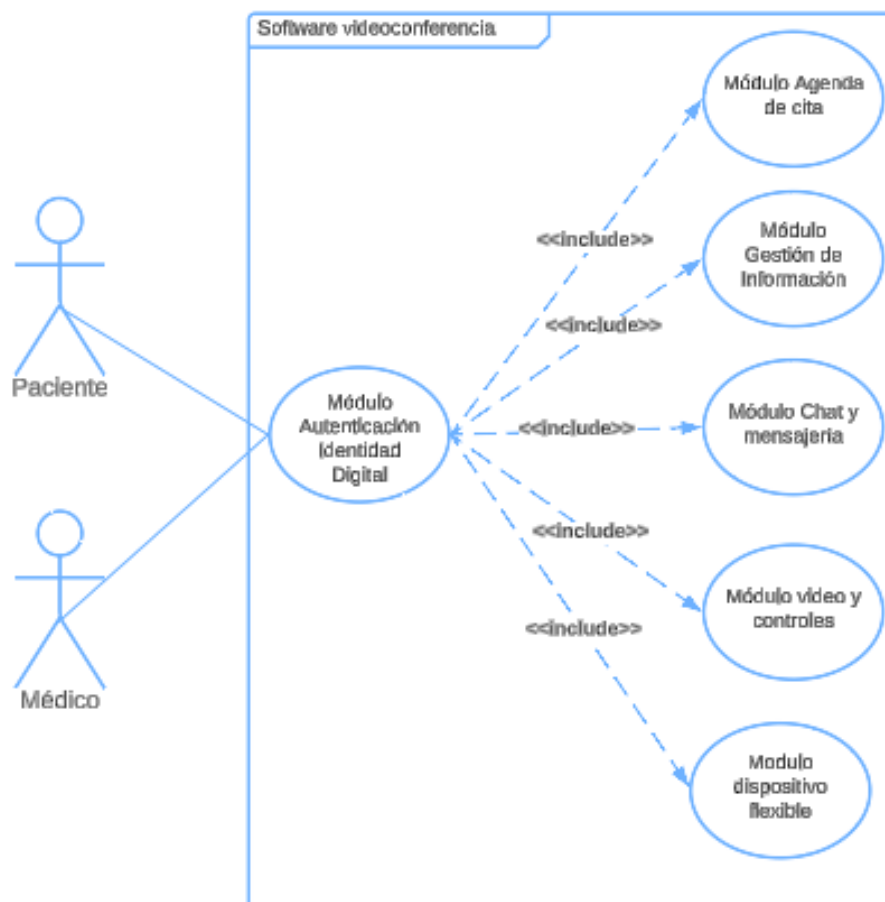 Software videoconferencia
Módulo Agenda
de cita
<<include>>
Módulo
Gestión de
Información
<<include>>
Paciente
Módulo
Autenticación
Identidad
Digital
<<include>>
Módulo Chat y
mensajería
<<include>>
Módulo video y
controles
<<include>>
Médico
Modulo
dispositivo
flexible